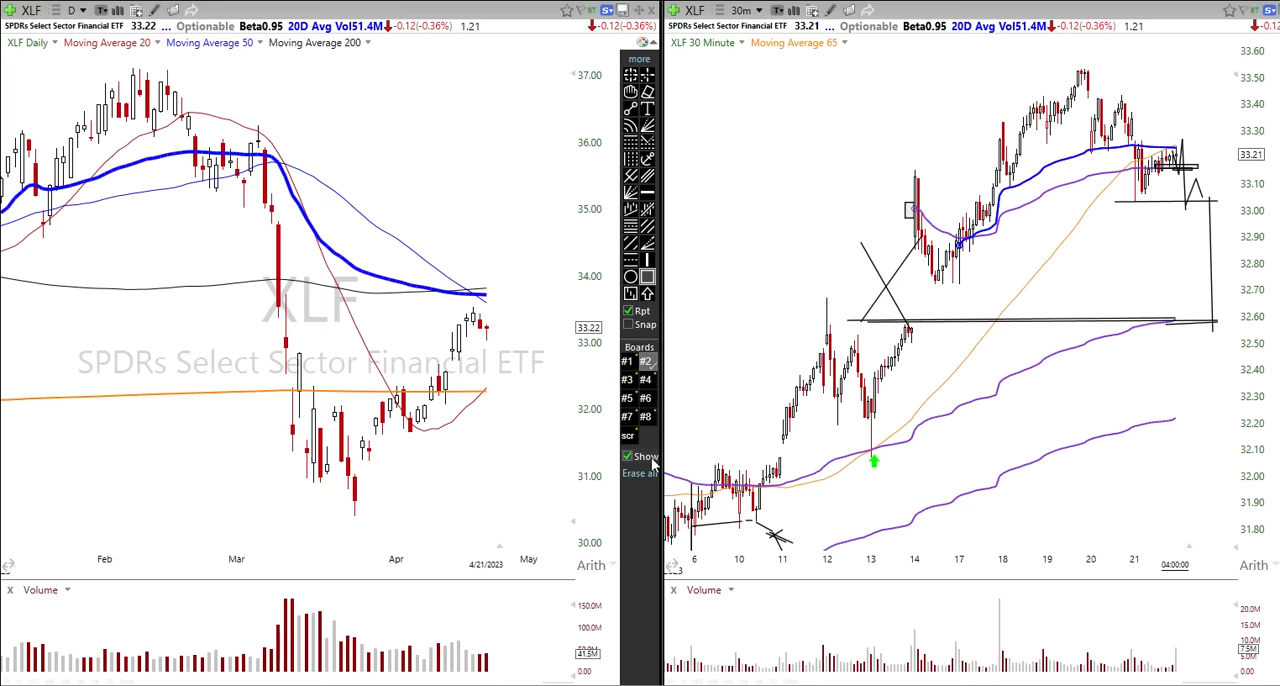 XLF D XLF 30m
SPDRs Select Sector Financial ETF 33.22 ... Optionable Beta0.95 20D Avg Vol51.4M -0.12(-0.36%) 1.21 -0.12(-0.36%)
SPDRs Select Sector Financial ETF 33.21 ... Optionable Beta0.95 20D Avg Vol51.4M -0.12(-0.36%) 1.21 -0.12
XLF Daily Moving Average 20 Moving Average 50 Moving Average 200
XLF 30 Minute Moving Average 65
37.00
36.00
35.00
34.00
33.22
33.00
32.00
31.00
30.00
XLF
SPDRs Select Sector Financial ETF
Feb Mar Apr 4/21/2023 May Arith
X Volume
150.0M
100.0M
41.5M
0.00
more
Rpt
Snap
Boards
#1 #2
#3 #4
#5 #6
#7 #8
scr
Show
Erase all
33.60
33.50
33.40
33.30
33.21
33.10
33.00
32.90
32.80
32.70
32.60
32.50
32.40
32.30
32.20
32.10
32.00
31.90
31.80
6 10 11 12 13 14 17 18 19 20 21 04:00:00 Arith
X Volume
20.0M
15.0M
10.0M
7.5M
5.0M
0.00